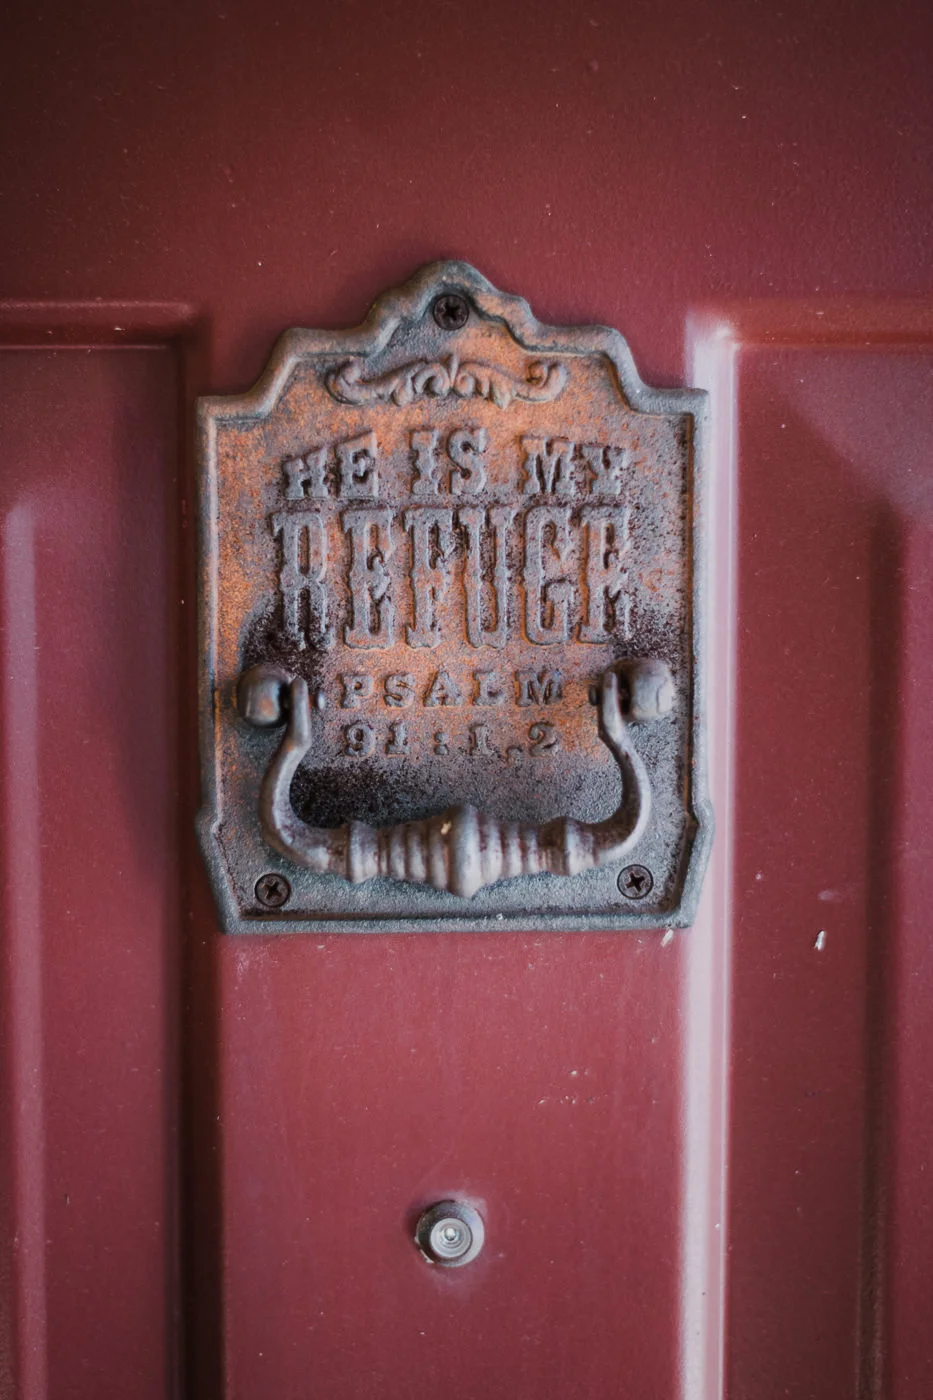 HE IS MY
REFUGE
PSALM
91:1,2